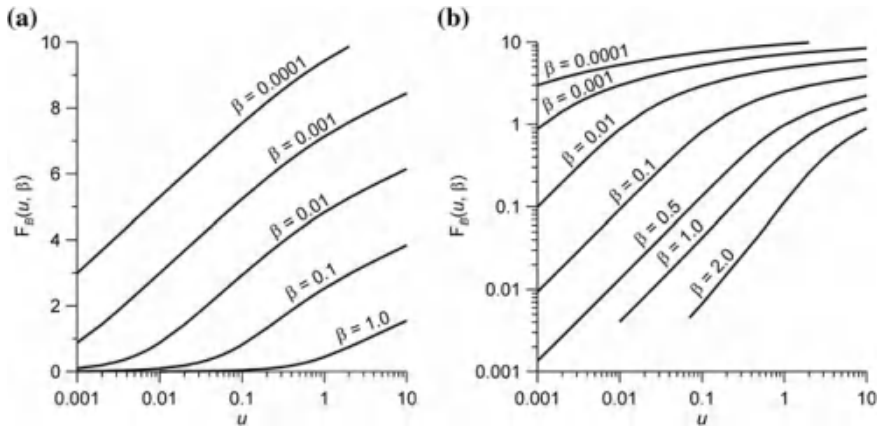 (a)
F_B(u, β)
10
8
6
4
2
0
β = 0.0001
β = 0.001
β = 0.01
β = 0.1
β = 1.0
0.001 0.01 0.1 1 10
u
(b)
F_B(u, β)
10
1
0.1
0.01
0.001
β = 0.0001
β = 0.001
β = 0.01
β = 0.1
β = 0.5
β = 1.0
β = 2.0
0.001 0.01 0.1 1 10
u